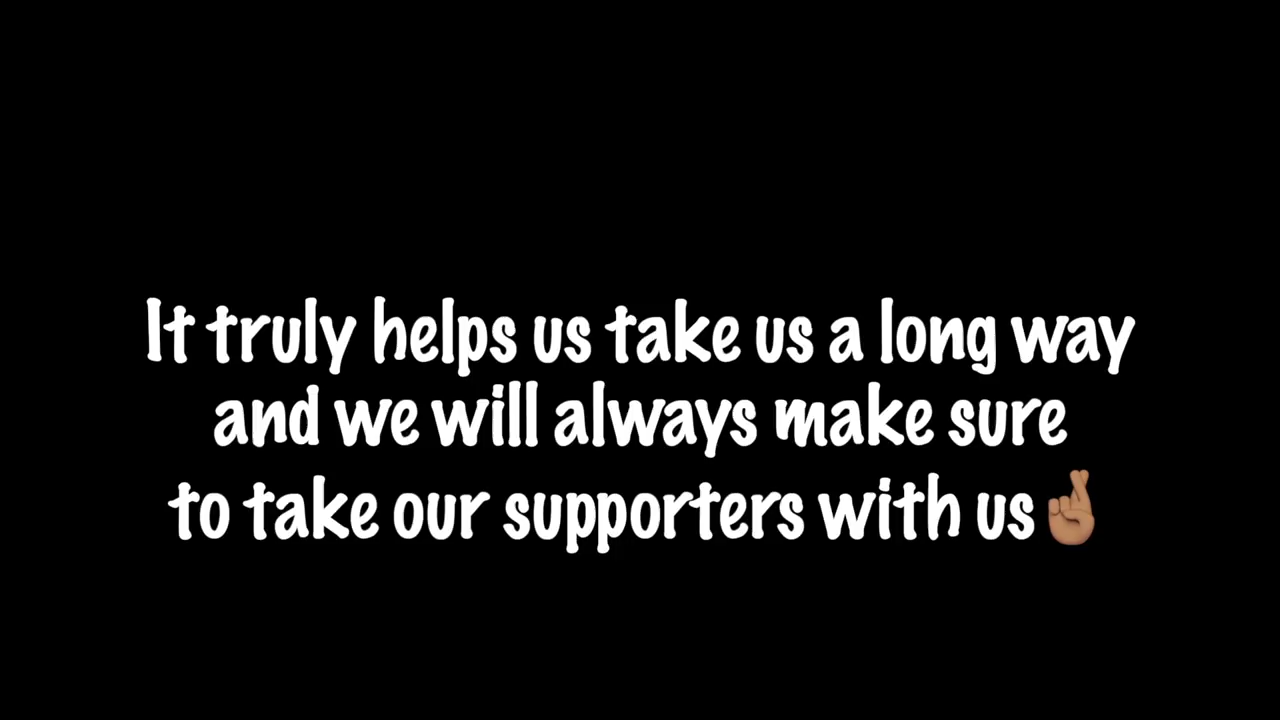 It truly helps us take us a long way
and we will always make sure
to take our supporters with us🤞🏽